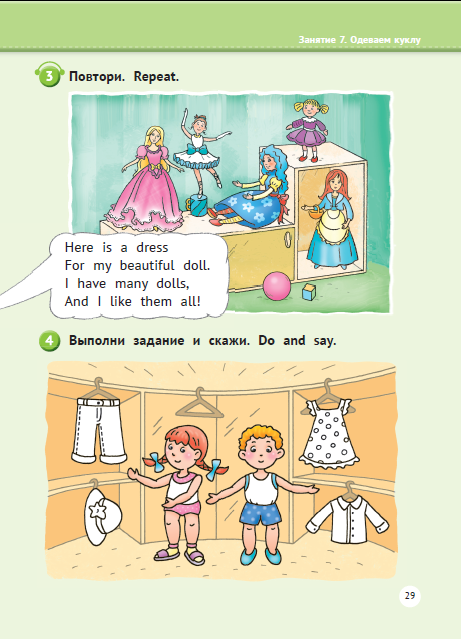 Занятие 7. Одеваем куклу
3 Повтори. Repeat.
Here is a dress
For my beautiful doll.
I have many dolls,
And I like them all!
4 Выполни задание и скажи. Do and say.
29